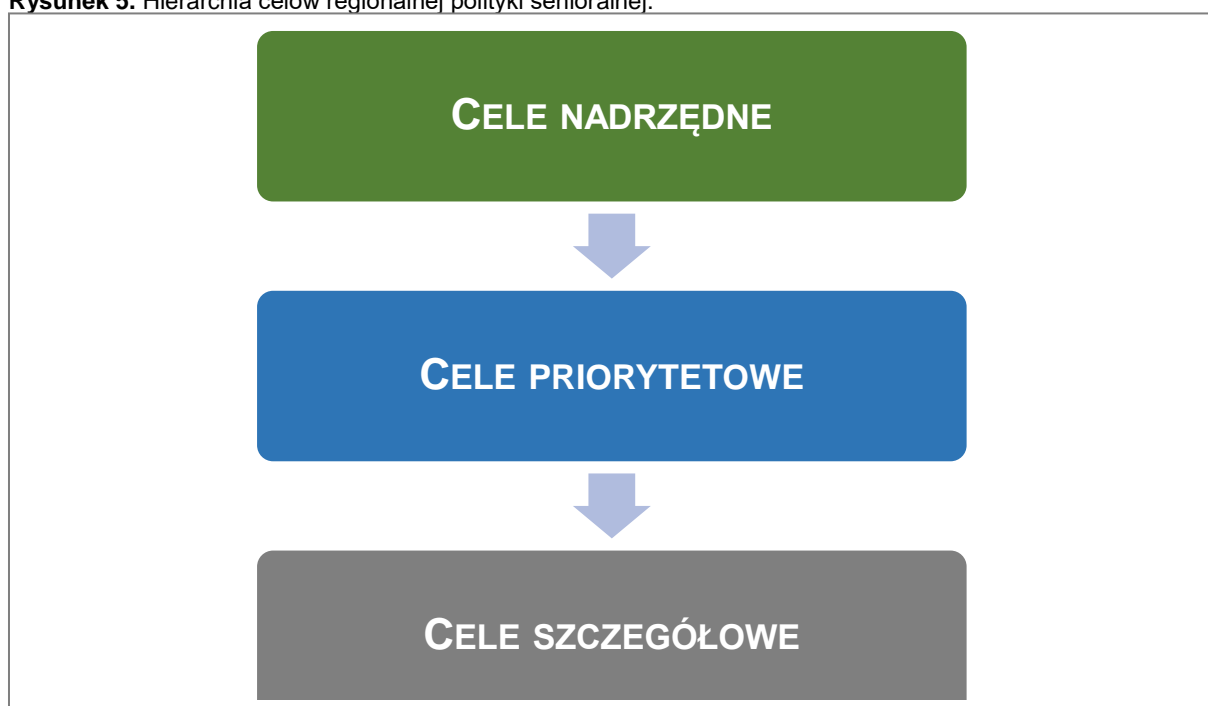 Rysunek 5. Hierarchia celów regionalnej polityki senioralnej.
CELE NADRZĘDNE
CELE PRIORYTETOWE
CELE SZCZEGÓŁOWE